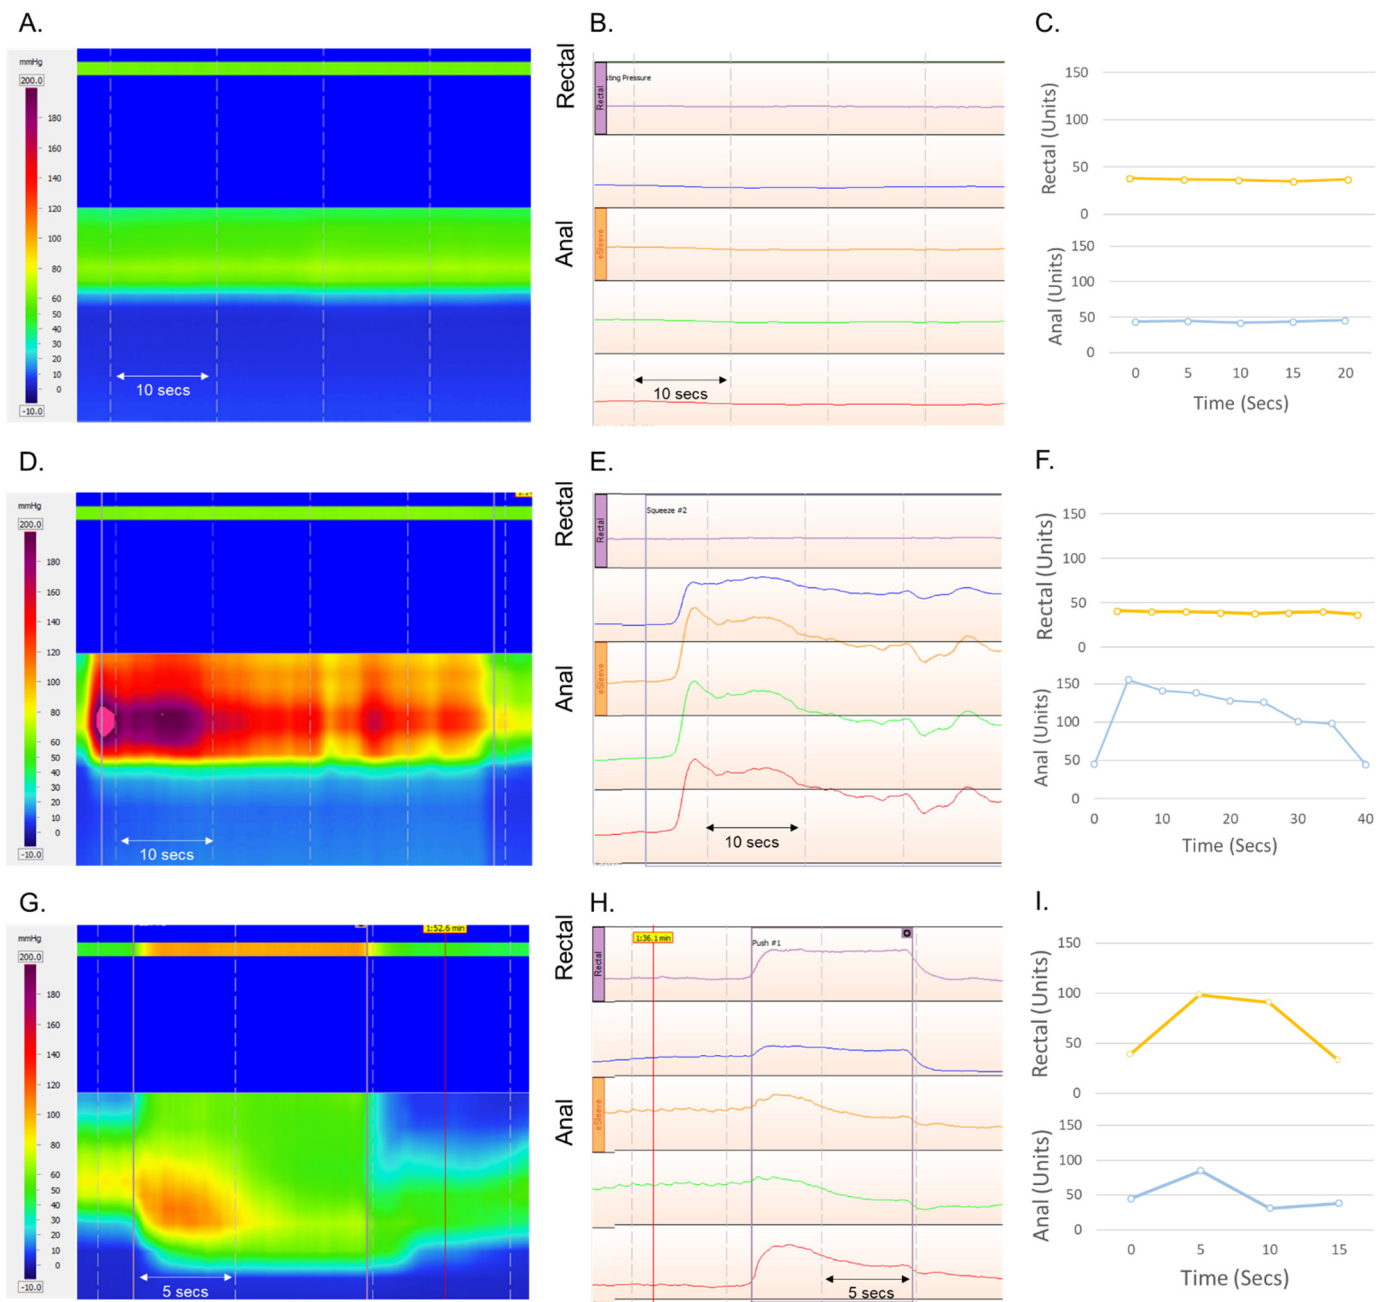 A.
mmHg
200.0
180
160
140
120
100
80
60
50
40
30
20
10
0
-10.0
10 secs
B.
Rectal
Anal
Rectal
sting Pressure
eSleeve
10 secs
C.
Rectal (Units)
150
100
50
0
Anal (Units)
150
100
50
0
0 5 10 15 20
Time (Secs)
D.
mmHg
200.0
180
160
140
120
100
80
60
50
40
30
20
10
0
-10.0
10 secs
E.
Rectal
Anal
Rectal
Squeeze #2
eSleeve
10 secs
F.
Rectal (Units)
150
100
50
0
Anal (Units)
150
100
50
0
0 10 20 30 40
Time (Secs)
G.
mmHg
200.0
180
160
140
120
100
80
60
50
40
30
20
10
0
-10.0
1:52.6 min
5 secs
H.
Rectal
Anal
Rectal
1:36.1 min
Push #1
eSleeve
5 secs
I.
Rectal (Units)
150
100
50
0
Anal (Units)
150
100
50
0
0 5 10 15
Time (Secs)